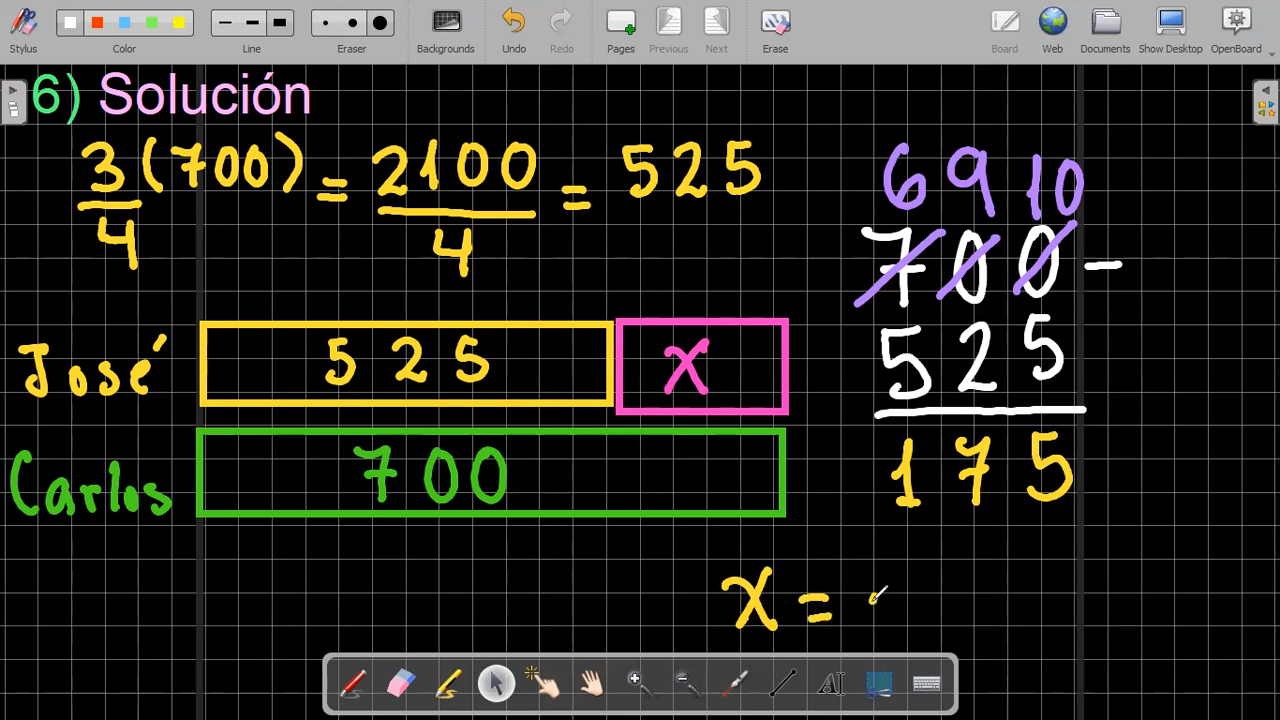 Stylus Color Line Eraser Backgrounds Undo Redo Pages Previous Next Erase Board Web Documents Show Desktop OpenBoard
6) Solución
3/4 (700) = 2100/4 = 525
6 9 10
700 -
525
175
José 525 x
Carlos 700
x =